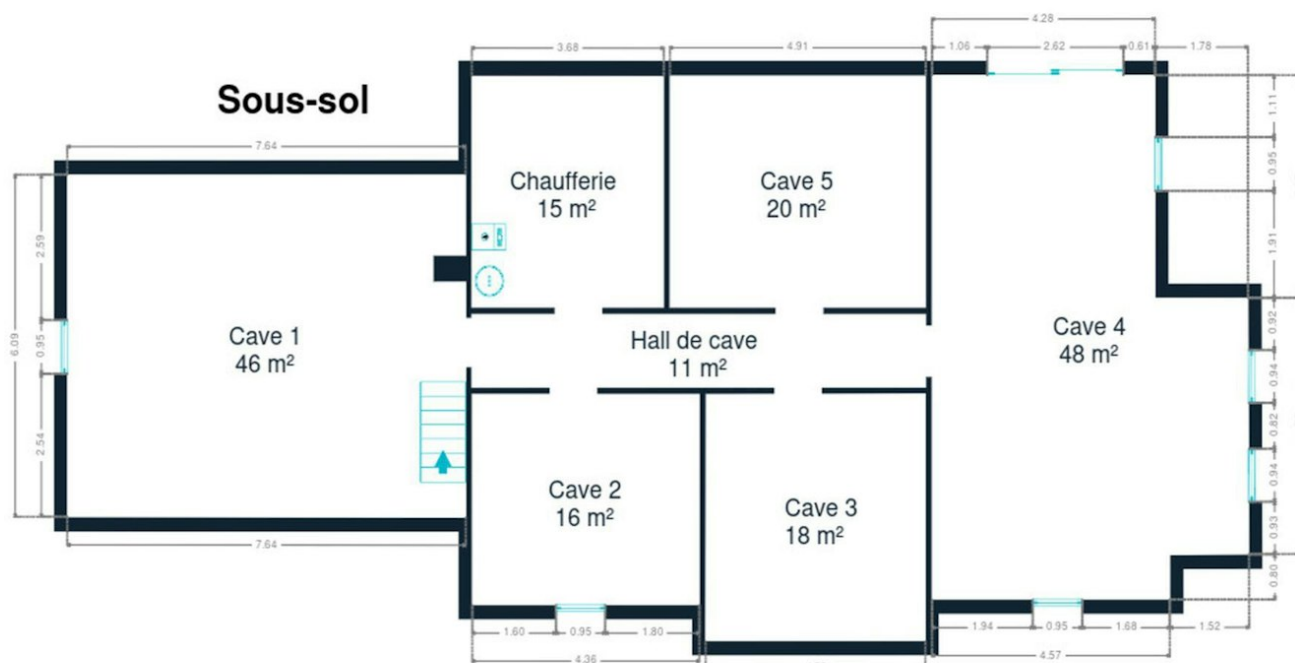 4.28
3.68
4.91
1.06
2.62
0.61
1.78
Sous-sol
1.11
7.64
0.95
Chaufferie
15 m²
Cave 5
20 m²
2.59
1.91
6.09
0.95
Cave 1
46 m²
Hall de cave
11 m²
Cave 4
48 m²
0.92
0.94
0.82
2.54
0.94
Cave 2
16 m²
Cave 3
18 m²
0.93
7.64
0.80
1.60
0.95
1.80
1.94
0.95
1.68
1.52
4.36
4.57